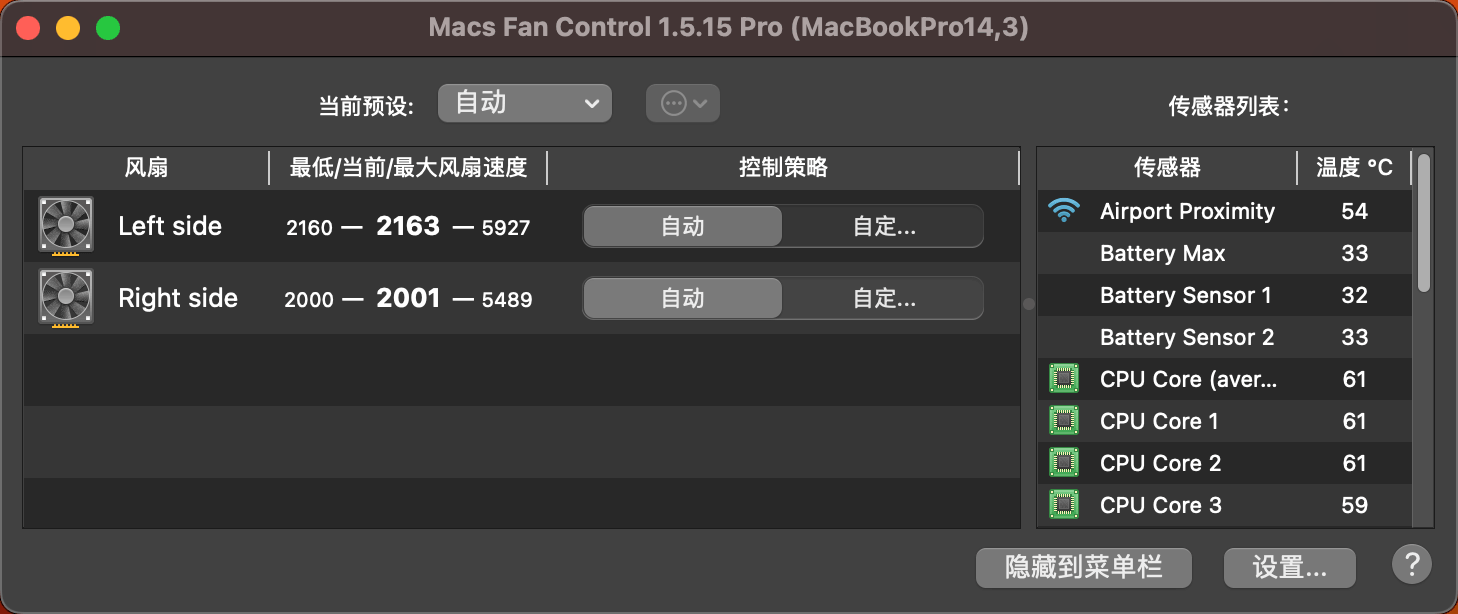 Macs Fan Control 1.5.15 Pro (MacBookPro14,3)
当前预设: 自动
传感器列表:
风扇 最低/当前/最大风扇速度 控制策略
Left side 2160 — 2163 — 5927 自动 自定...
Right side 2000 — 2001 — 5489 自动 自定...
传感器 温度 °C
Airport Proximity 54
Battery Max 33
Battery Sensor 1 32
Battery Sensor 2 33
CPU Core (aver... 61
CPU Core 1 61
CPU Core 2 61
CPU Core 3 59
隐藏到菜单栏 设置... ?